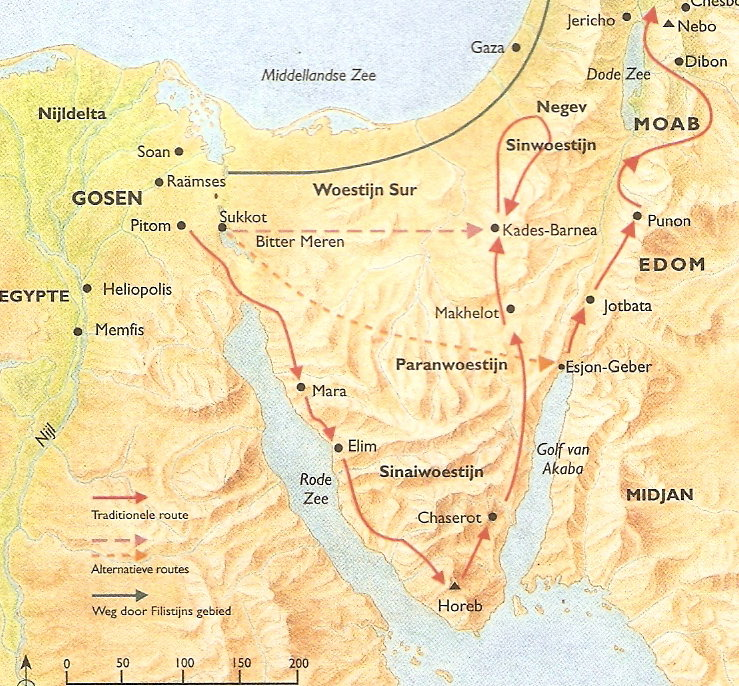 Chesbo
Jericho
Nebo
Gaza
Middellandse Zee
Dode Zee
Dibon
Nijldelta
Negev
MOAB
Sinwoestijn
Soan
Raämses
Woestijn Sur
GOSEN
Sukkot
Pitom
Bitter Meren
Kades-Barnea
Punon
EDOM
EGYPTE
Heliopolis
Makhelot
Jotbata
Memfis
Paranwoestijn
Esjon-Geber
Mara
Nijl
Elim
Golf van
Akaba
Sinaiwoestijn
Rode
Zee
MIDJAN
Chaserot
Traditionele route
Alternatieve routes
Horeb
Weg door Filistijns gebied
0 50 100 150 200